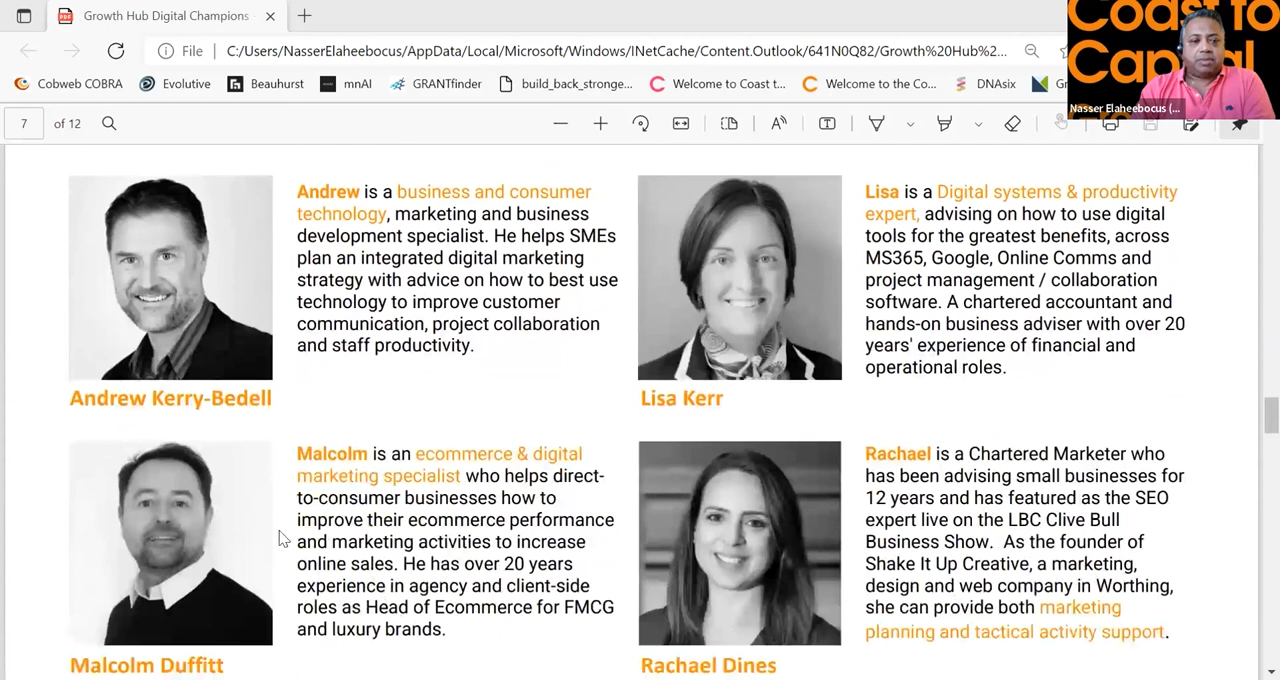 Growth Hub Digital Champions
File
C:/Users/NasserElaheebocus/AppData/Local/Microsoft/Windows/INetCache/Content.Outlook/641N0Q82/Growth%20Hub%2...
Cobweb COBRA
Evolutive
Beauhurst
mnAI
GRANTfinder
build_back_stronge...
Welcome to Coast t...
Welcome to the Co...
DNAsix
Coast to
Capital
Nasser Elaheebocus (...
7 of 12
Andrew is a business and consumer
technology, marketing and business
development specialist. He helps SMEs
plan an integrated digital marketing
strategy with advice on how to best use
technology to improve customer
communication, project collaboration
and staff productivity.
Andrew Kerry-Bedell
Lisa is a Digital systems & productivity
expert, advising on how to use digital
tools for the greatest benefits, across
MS365, Google, Online Comms and
project management / collaboration
software. A chartered accountant and
hands-on business adviser with over 20
years' experience of financial and
operational roles.
Lisa Kerr
Malcolm is an ecommerce & digital
marketing specialist who helps direct-
to-consumer businesses how to
improve their ecommerce performance
and marketing activities to increase
online sales. He has over 20 years
experience in agency and client-side
roles as Head of Ecommerce for FMCG
and luxury brands.
Malcolm Duffitt
Rachael is a Chartered Marketer who
has been advising small businesses for
12 years and has featured as the SEO
expert live on the LBC Clive Bull
Business Show. As the founder of
Shake It Up Creative, a marketing,
design and web company in Worthing,
she can provide both marketing
planning and tactical activity support.
Rachael Dines